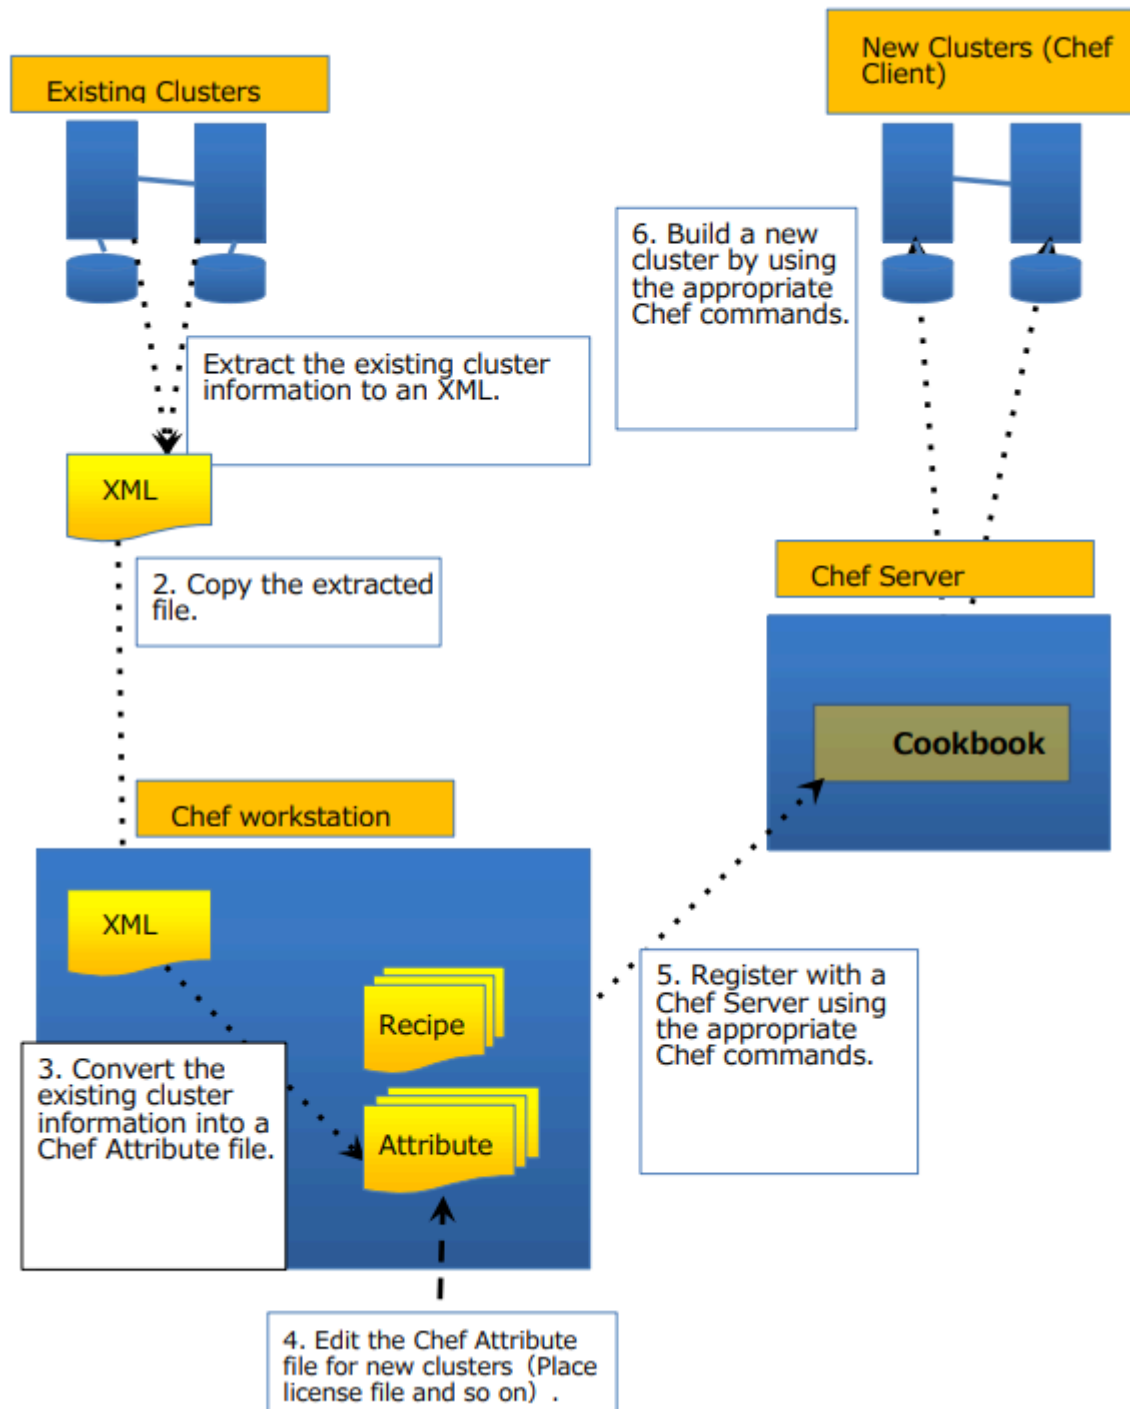 Existing Clusters
New Clusters (Chef
Client)
6. Build a new
cluster by using
the appropriate
Chef commands.
Extract the existing cluster
information to an XML.
XML
2. Copy the extracted
file.
Chef Server
Cookbook
Chef workstation
XML
Recipe
5. Register with a
Chef Server using
the appropriate
Chef commands.
3. Convert the
existing cluster
information into a
Chef Attribute file.
Attribute
4. Edit the Chef Attribute
file for new clusters (Place
license file and so on) .